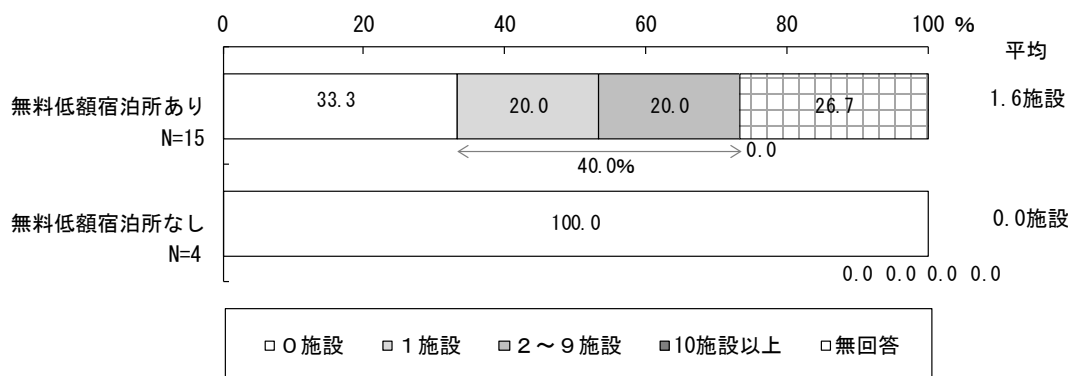 0 20 40 60 80 100 %
平均
無料低額宿泊所あり 33.3 20.0 20.0 26.7 1.6施設
N=15
0.0
40.0%
無料低額宿泊所なし 100.0 0.0施設
N=4
0.0 0.0 0.0 0.0
０施設 １施設 ２～９施設 10施設以上 無回答